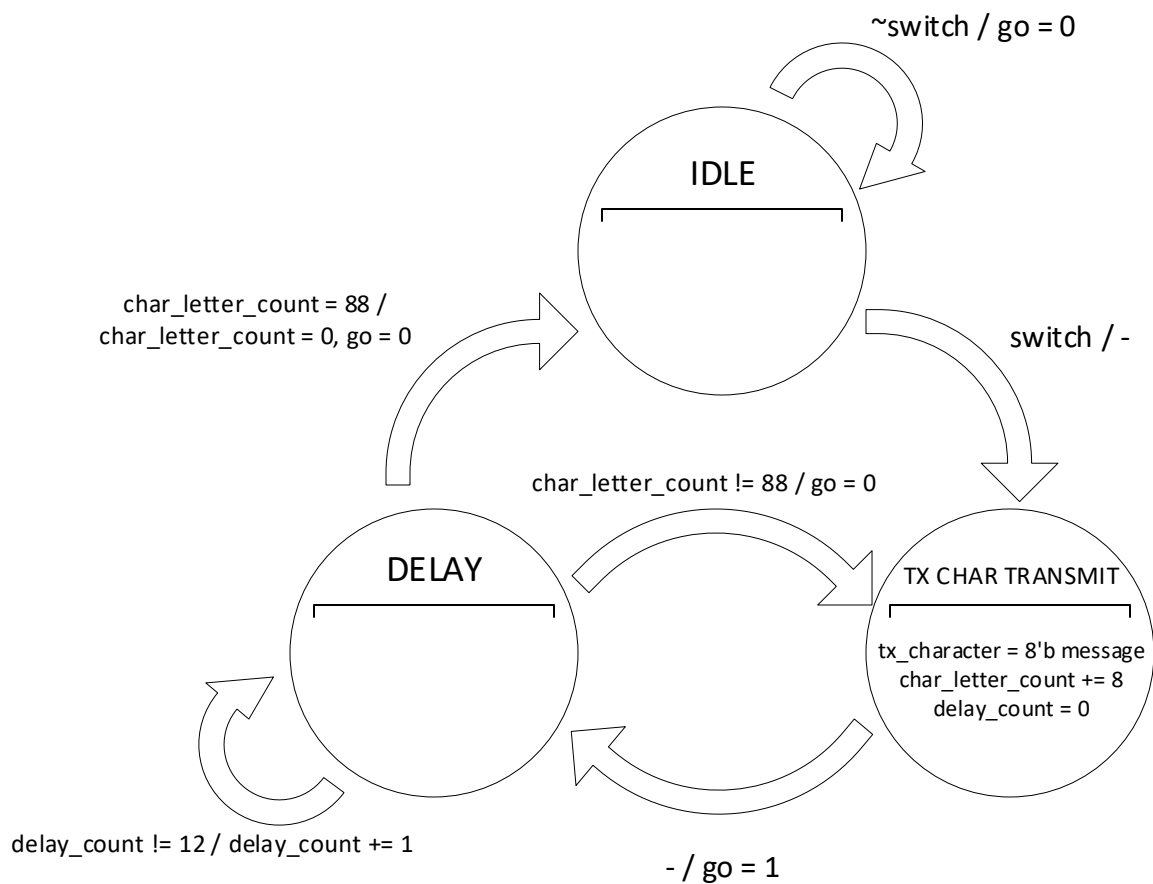 ~switch / go = 0
IDLE
char_letter_count = 88 /
char_letter_count = 0, go = 0
switch / -
char_letter_count != 88 / go = 0
DELAY
TX CHAR TRANSMIT
tx_character = 8'b message
char_letter_count += 8
delay_count = 0
delay_count != 12 / delay_count += 1
- / go = 1